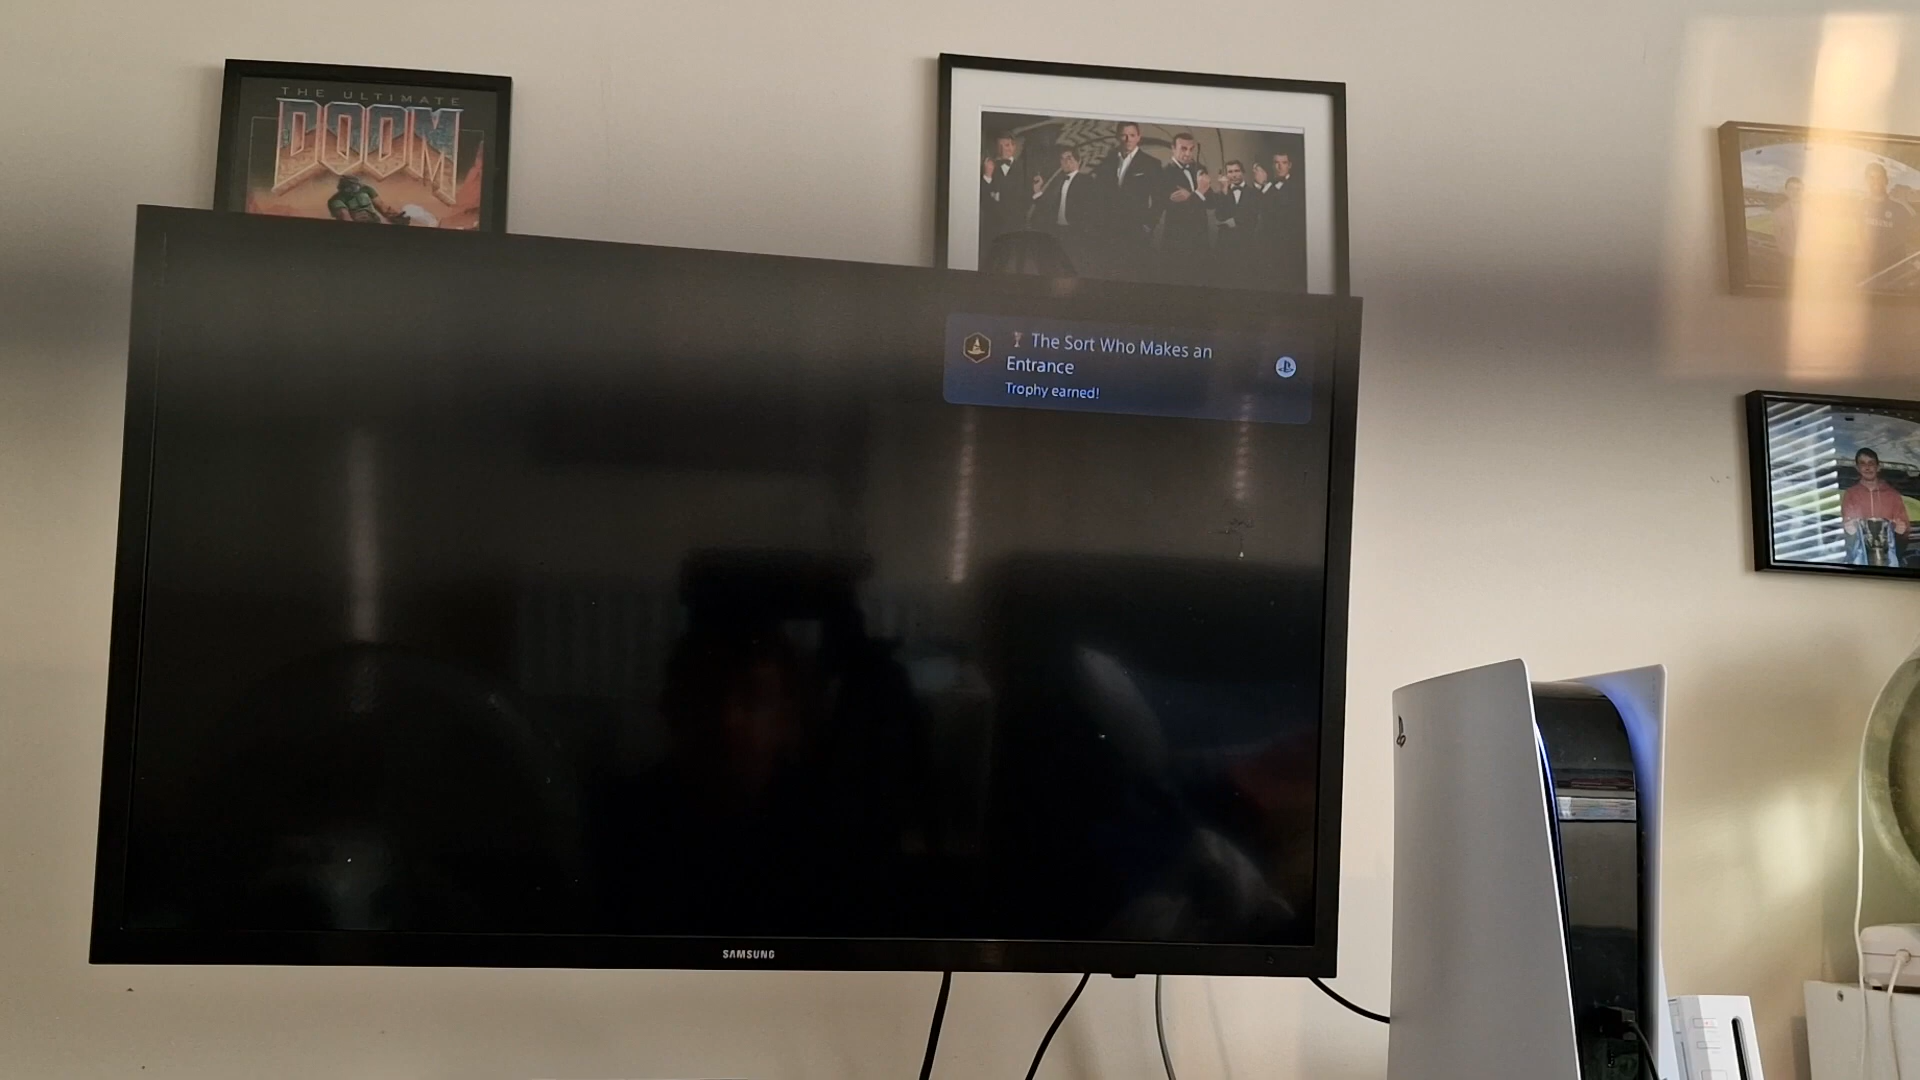 THE ULTIMATE
DOOM
The Sort Who Makes an
Entrance
Trophy earned!
SAMSUNG